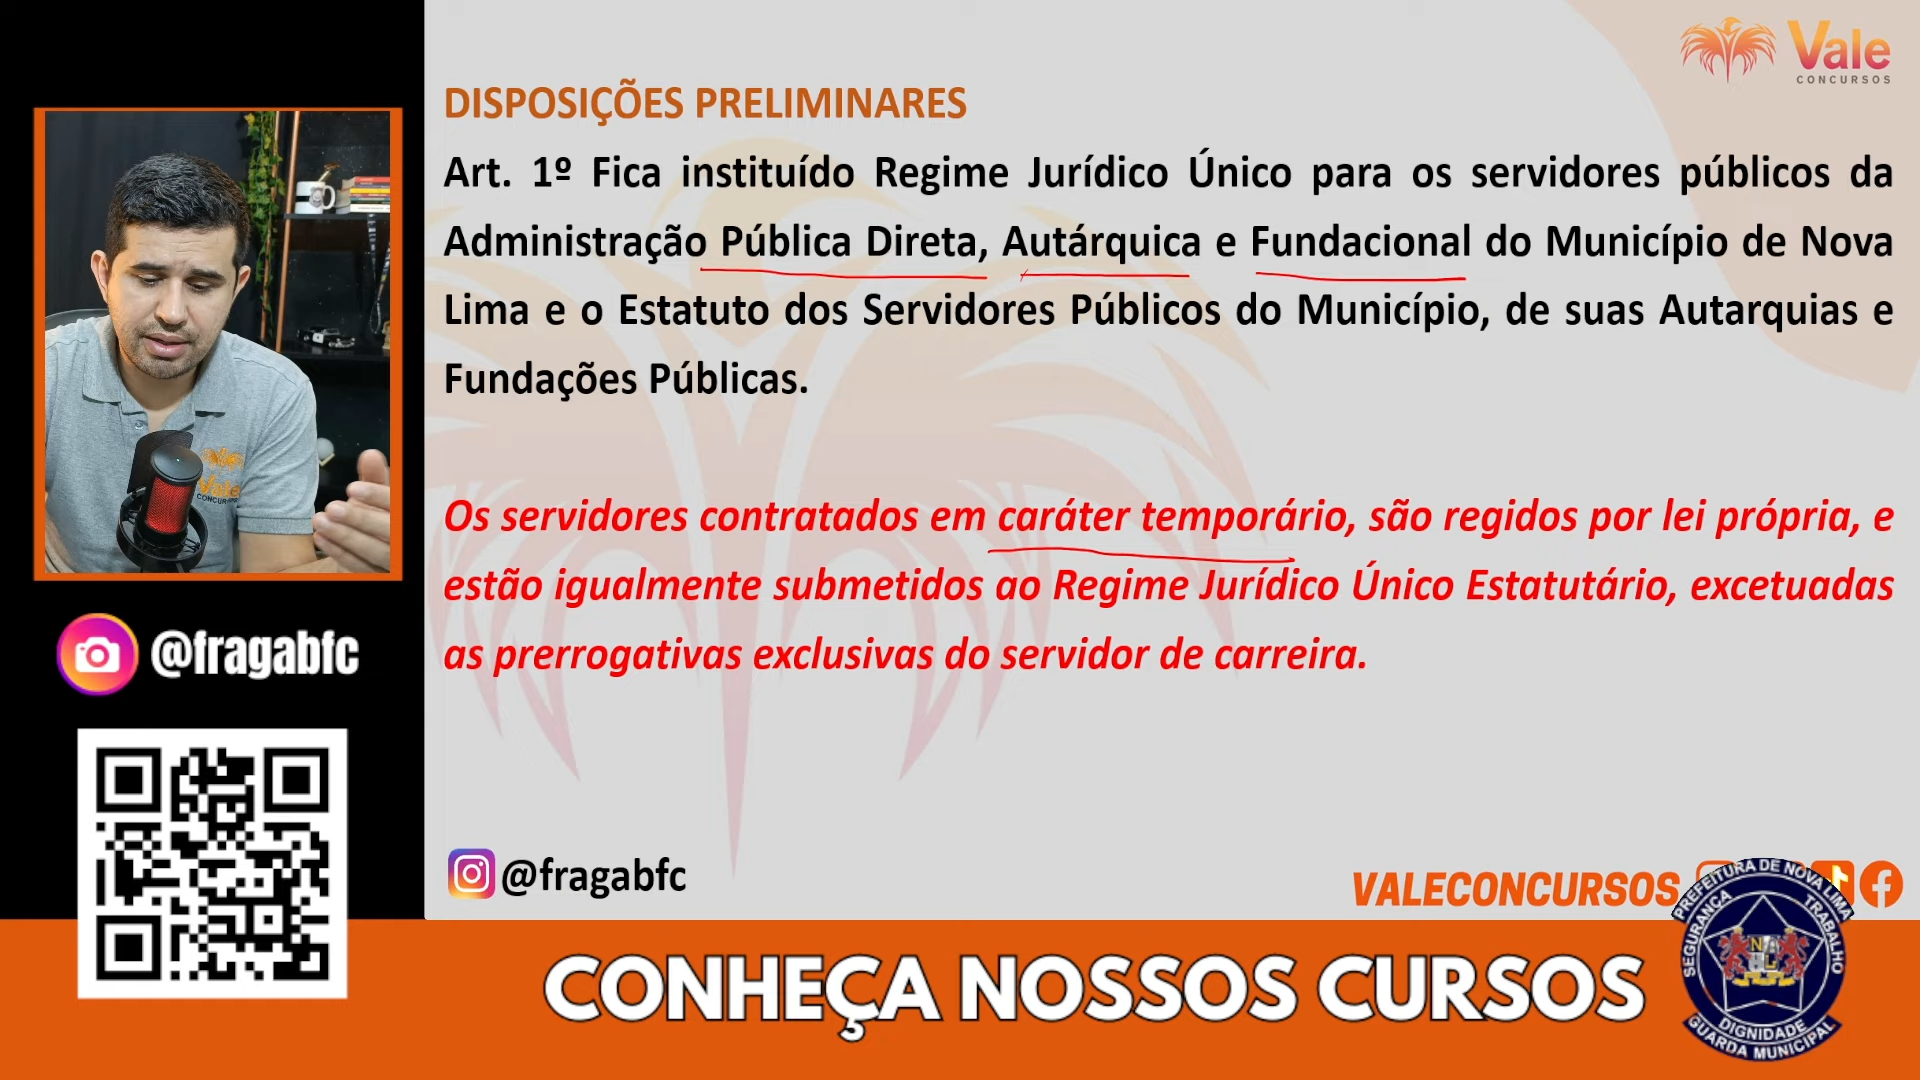 Vale
CONCURSOS
DISPOSIÇÕES PRELIMINARES
Art. 1º Fica instituído Regime Jurídico Único para os servidores públicos da
Administração Pública Direta, Autárquica e Fundacional do Município de Nova
Lima e o Estatuto dos Servidores Públicos do Município, de suas Autarquias e
Fundações Públicas.
Os servidores contratados em caráter temporário, são regidos por lei própria, e
estão igualmente submetidos ao Regime Jurídico Único Estatutário, excetuadas
as prerrogativas exclusivas do servidor de carreira.
Vale
@fragabfc
@fragabfc
VALECONCURSOS
PREFEITURA DE NOVA LIMA
SEGURANÇA
TRABALHO
DIGNIDADE
GUARDA MUNICIPAL
CONHEÇA NOSSOS CURSOS